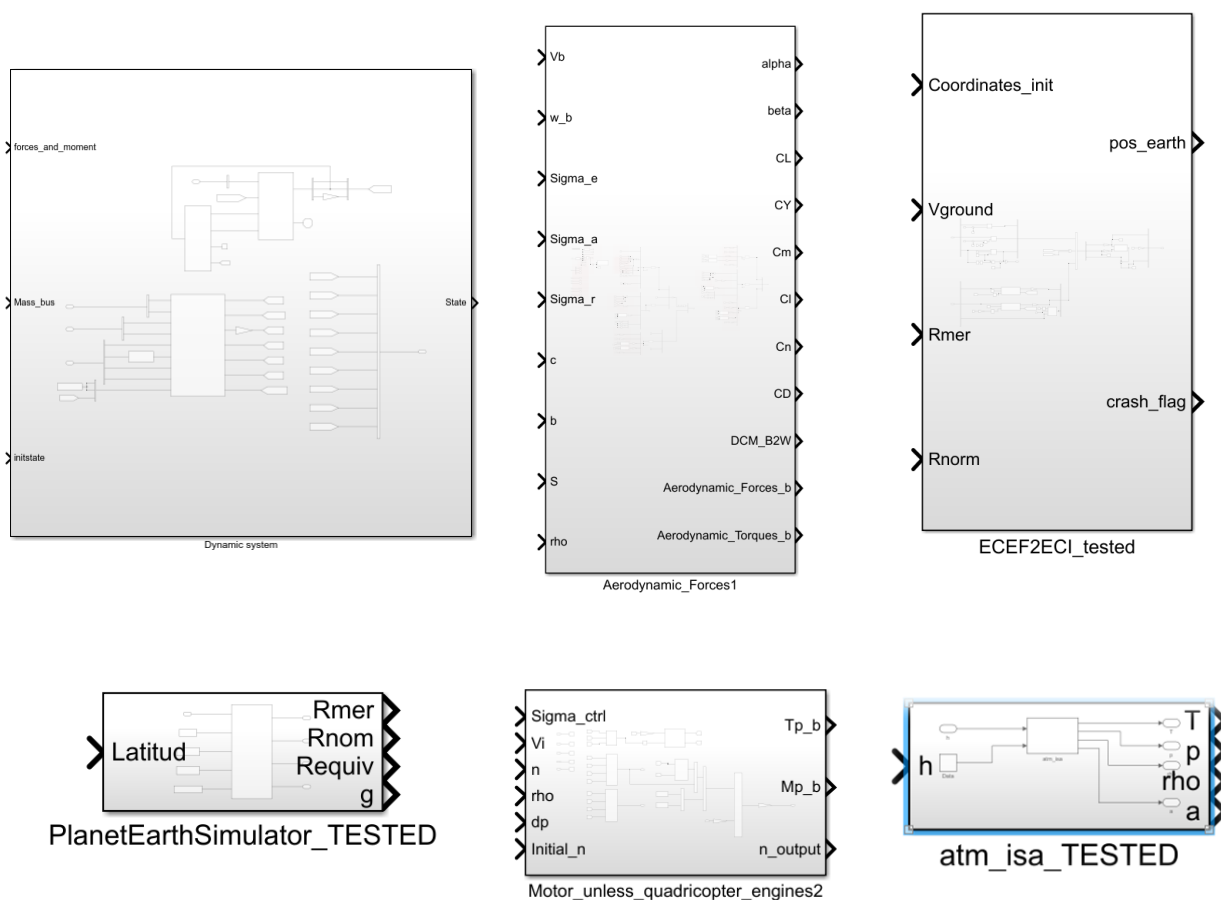 forces_and_moment
Mass_bus
initstate
State
Dynamic system
Vb
w_b
Sigma_e
Sigma_a
Sigma_r
c
b
S
rho
alpha
beta
CL
CY
Cm
Cl
Cn
CD
DCM_B2W
Aerodynamic_Forces_b
Aerodynamic_Torques_b
Aerodynamic_Forces1
Coordinates_init
Vground
Rmer
Rnorm
pos_earth
crash_flag
ECEF2ECI_tested
Latitud
Rmer
Rnom
Requiv
g
PlanetEarthSimulator_TESTED
Sigma_ctrl
Vi
n
rho
dp
Initial_n
Tp_b
Mp_b
n_output
Motor_unless_quadricopter_engines2
h
Data
atm_isa
T
p
rho
a
atm_isa_TESTED